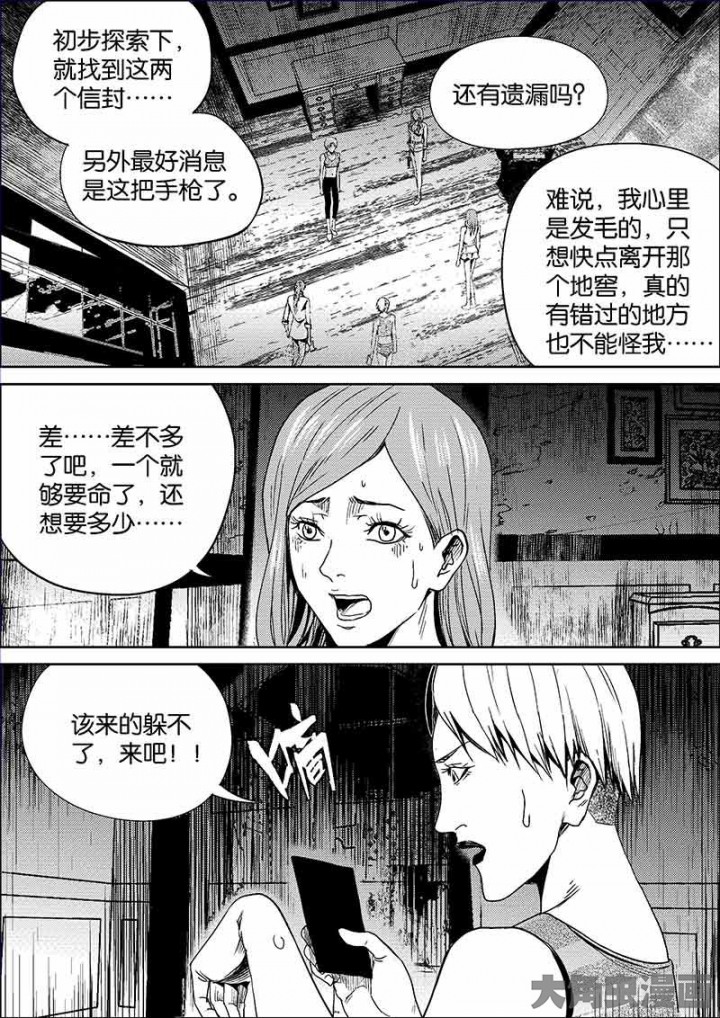 初步探索下，
就找到这两
个信封……
另外最好消息
是这把手枪了。
还有遗漏吗？
难说，我心里
是发毛的，只
想快点离开那
个地窖，真的
有错过的地方
也不能怪我……
差……差不多
了吧，一个就
够要命了，还
想要多少……
该来的躲不
了，来吧！！
嘀
大角虫漫画